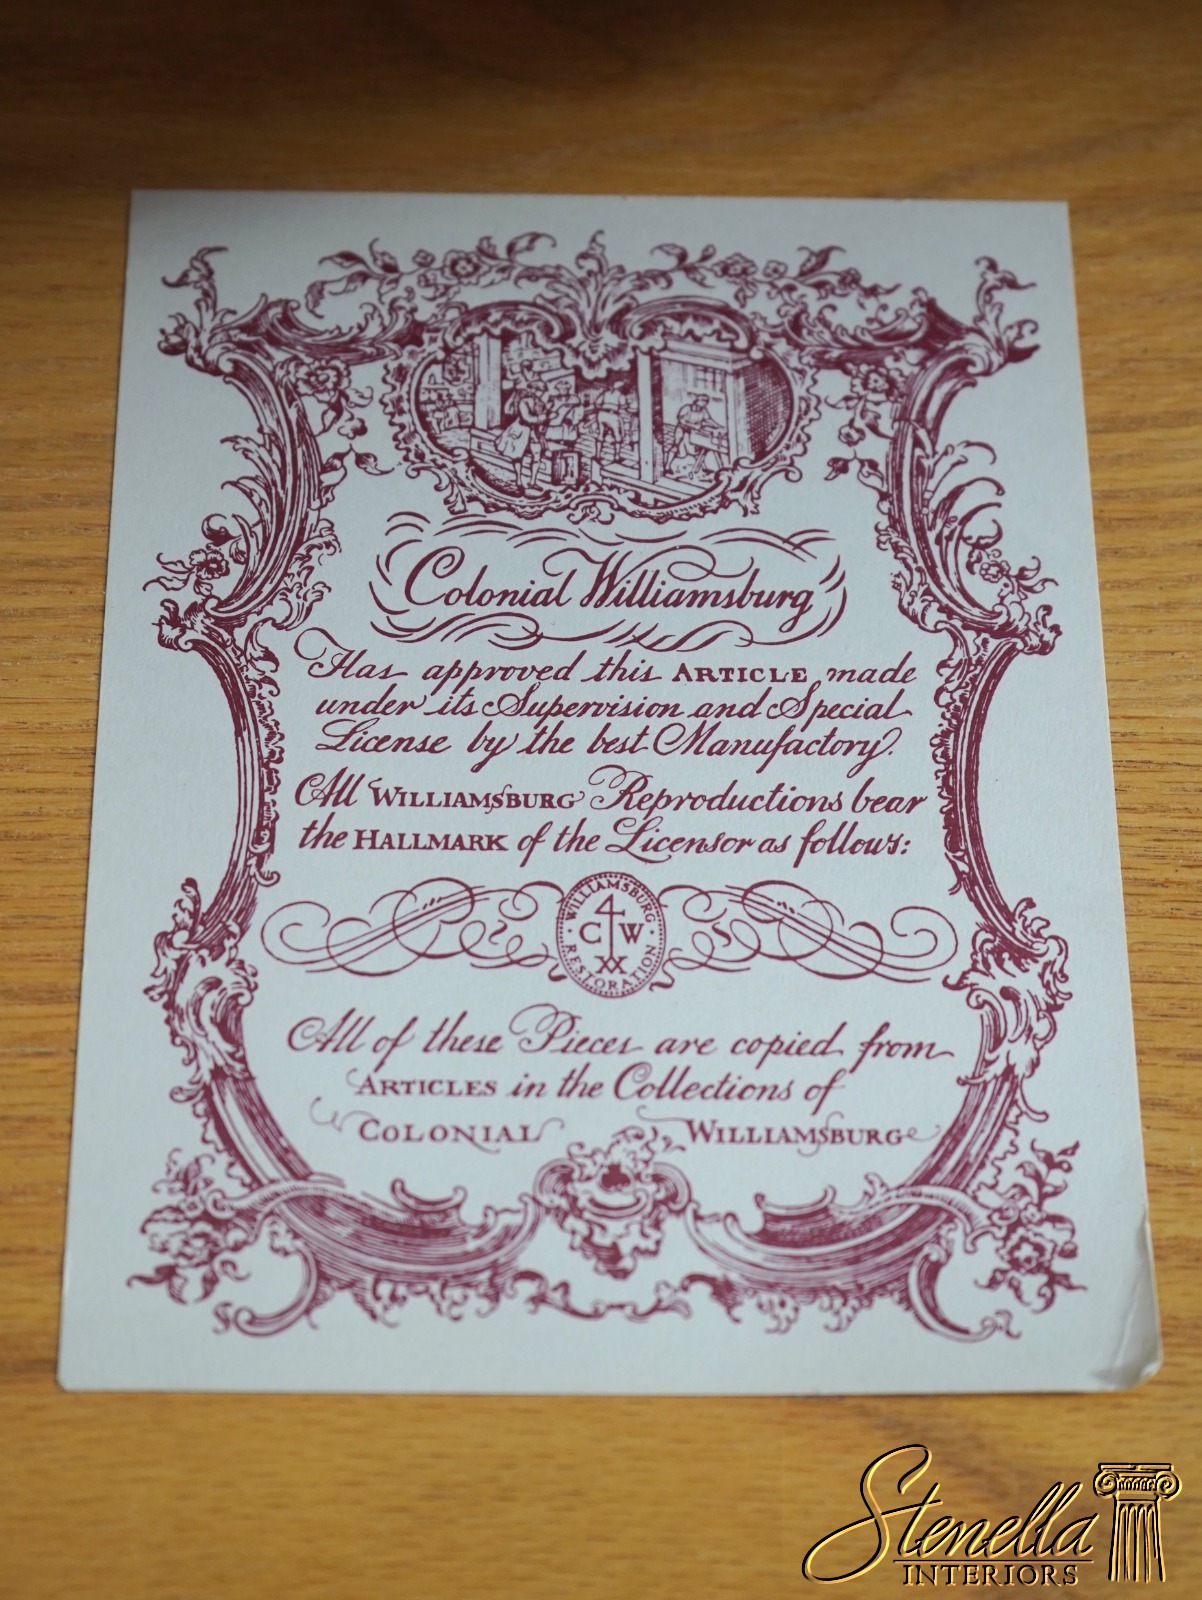 Colonial Williamsburg
Has approved this ARTICLE made
under its Supervision and Special
License by the best Manufactory.
All WILLIAMSBURG Reproductions bear
the HALLMARK of the Licensor as follows:
WILLIAMSBURG
C W
RESTORATION
All of these Pieces are copied from
ARTICLES in the Collections of
COLONIAL WILLIAMSBURG
Stenella
INTERIORS